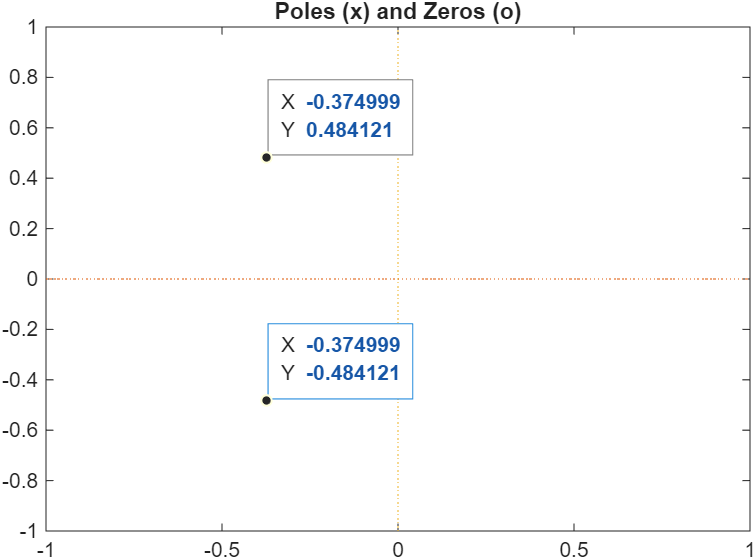 Poles (x) and Zeros (o)
1
0.8
X -0.374999
0.6
Y 0.484121
0.4
0.2
0
-0.2
X -0.374999
Y -0.484121
-0.4
-0.6
-0.8
-1
-1 -0.5 0 0.5 1